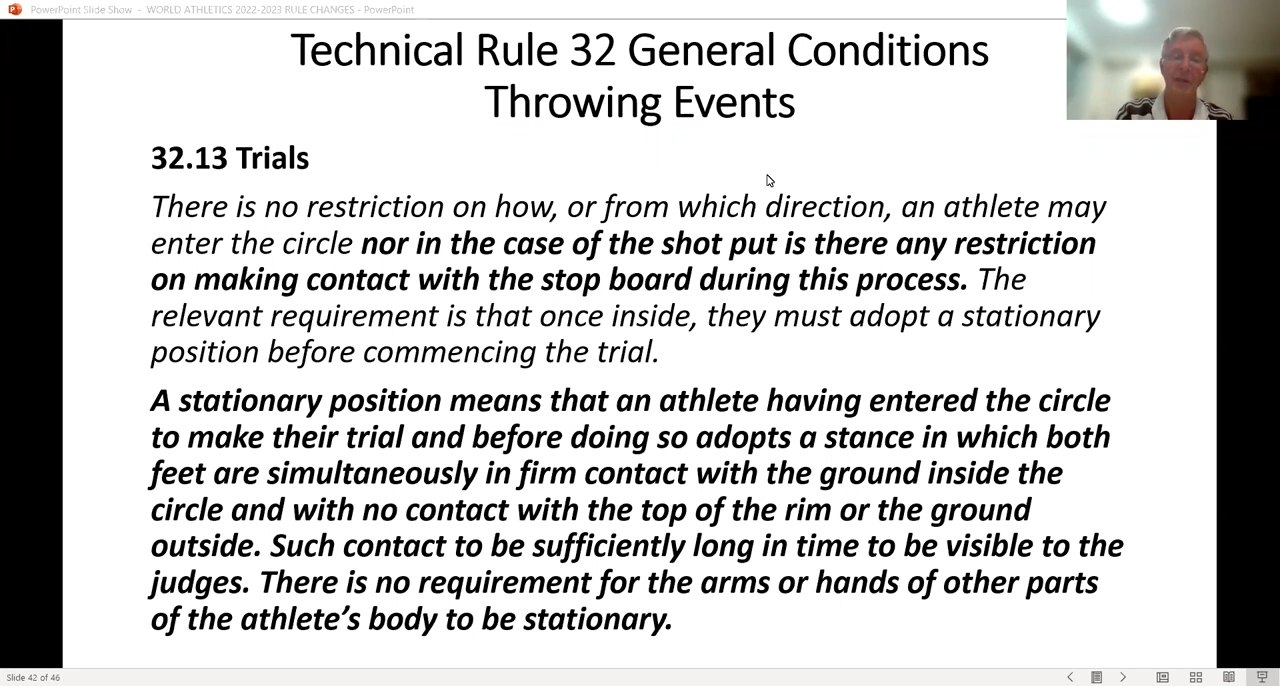 PowerPoint Slide Show - WORLD ATHLETICS 2022-2023 RULE CHANGES - PowerPoint
Technical Rule 32 General Conditions
Throwing Events
32.13 Trials
There is no restriction on how, or from which direction, an athlete may
enter the circle nor in the case of the shot put is there any restriction
on making contact with the stop board during this process. The
relevant requirement is that once inside, they must adopt a stationary
position before commencing the trial.
A stationary position means that an athlete having entered the circle
to make their trial and before doing so adopts a stance in which both
feet are simultaneously in firm contact with the ground inside the
circle and with no contact with the top of the rim or the ground
outside. Such contact to be sufficiently long in time to be visible to the
judges. There is no requirement for the arms or hands of other parts
of the athlete’s body to be stationary.
Slide 42 of 46